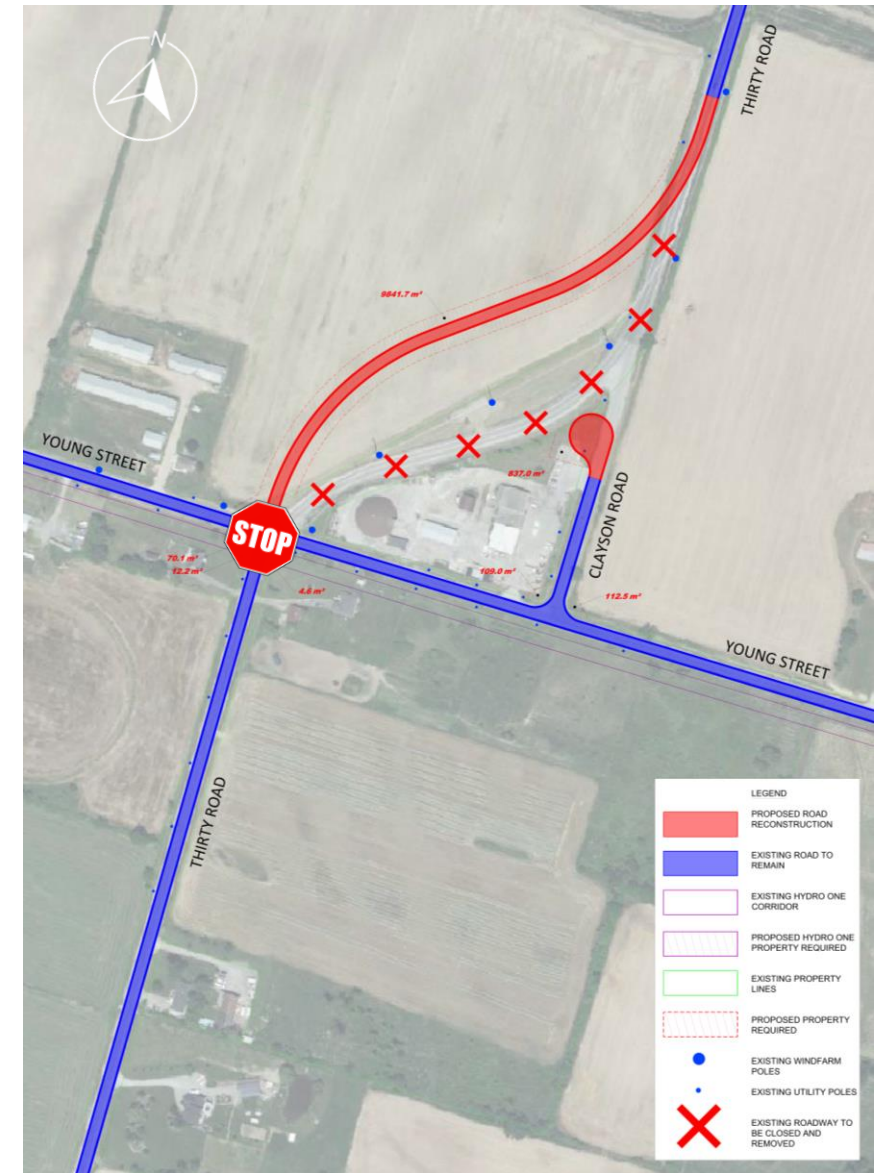 N
THIRTY ROAD
9841.7 m²
YOUNG STREET
837.0 m²
CLAYSON ROAD
STOP
70.1 m²
12.2 m²
109.0 m²
4.6 m²
112.5 m²
YOUNG STREET
THIRTY ROAD
LEGEND
PROPOSED ROAD
RECONSTRUCTION
EXISTING ROAD TO
REMAIN
EXISTING HYDRO ONE
CORRIDOR
PROPOSED HYDRO ONE
PROPERTY REQUIRED
EXISTING PROPERTY
LINES
PROPOSED PROPERTY
REQUIRED
EXISTING WINDFARM
POLES
EXISTING UTILITY POLES
EXISTING ROADWAY TO
BE CLOSED AND
REMOVED